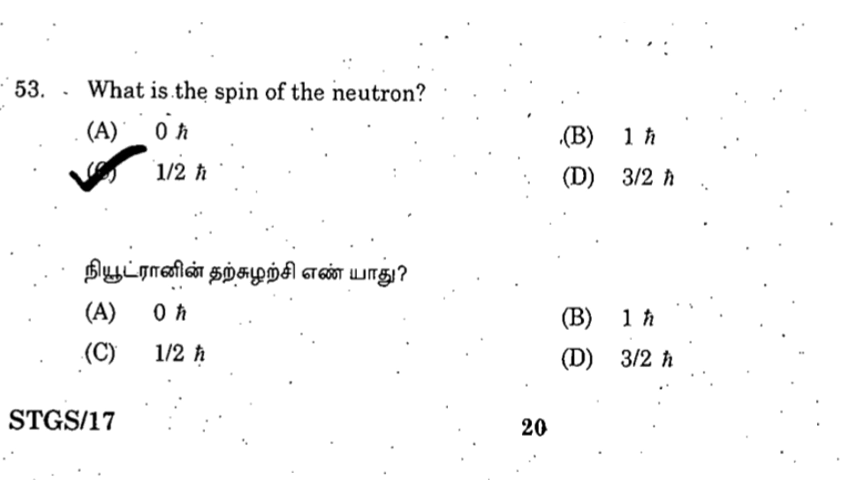 53. What is the spin of the neutron?
(A) 0 ħ (B) 1 ħ
(C) 1/2 ħ (D) 3/2 ħ
நியூட்ரானின் தற்சுழற்சி எண் யாது?
(A) 0 ħ (B) 1 ħ
(C) 1/2 ħ (D) 3/2 ħ
STGS/17 20